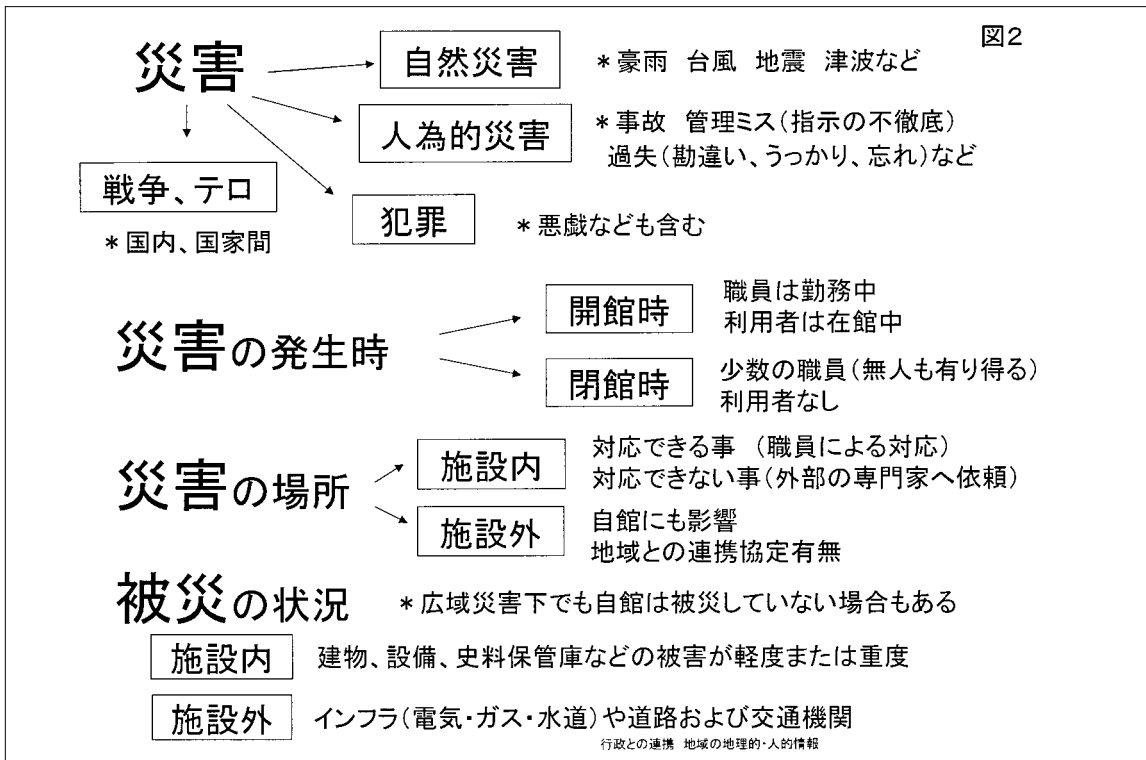 図2
災害
自然災害 *豪雨 台風 地震 津波など
人為的災害 *事故 管理ミス(指示の不徹底)
過失(勘違い、うっかり、忘れ)など
戦争、テロ
*国内、国家間
犯罪 *悪戯なども含む
災害の発生時
開館時 職員は勤務中
利用者は在館中
閉館時 少数の職員(無人も有り得る)
利用者なし
災害の場所
施設内 対応できる事 (職員による対応)
対応できない事(外部の専門家へ依頼)
施設外 自館にも影響
地域との連携協定有無
被災の状況 *広域災害下でも自館は被災していない場合もある
施設内 建物、設備、史料保管庫などの被害が軽度または重度
施設外 インフラ(電気・ガス・水道)や道路および交通機関
行政との連携 地域の地理的・人的情報